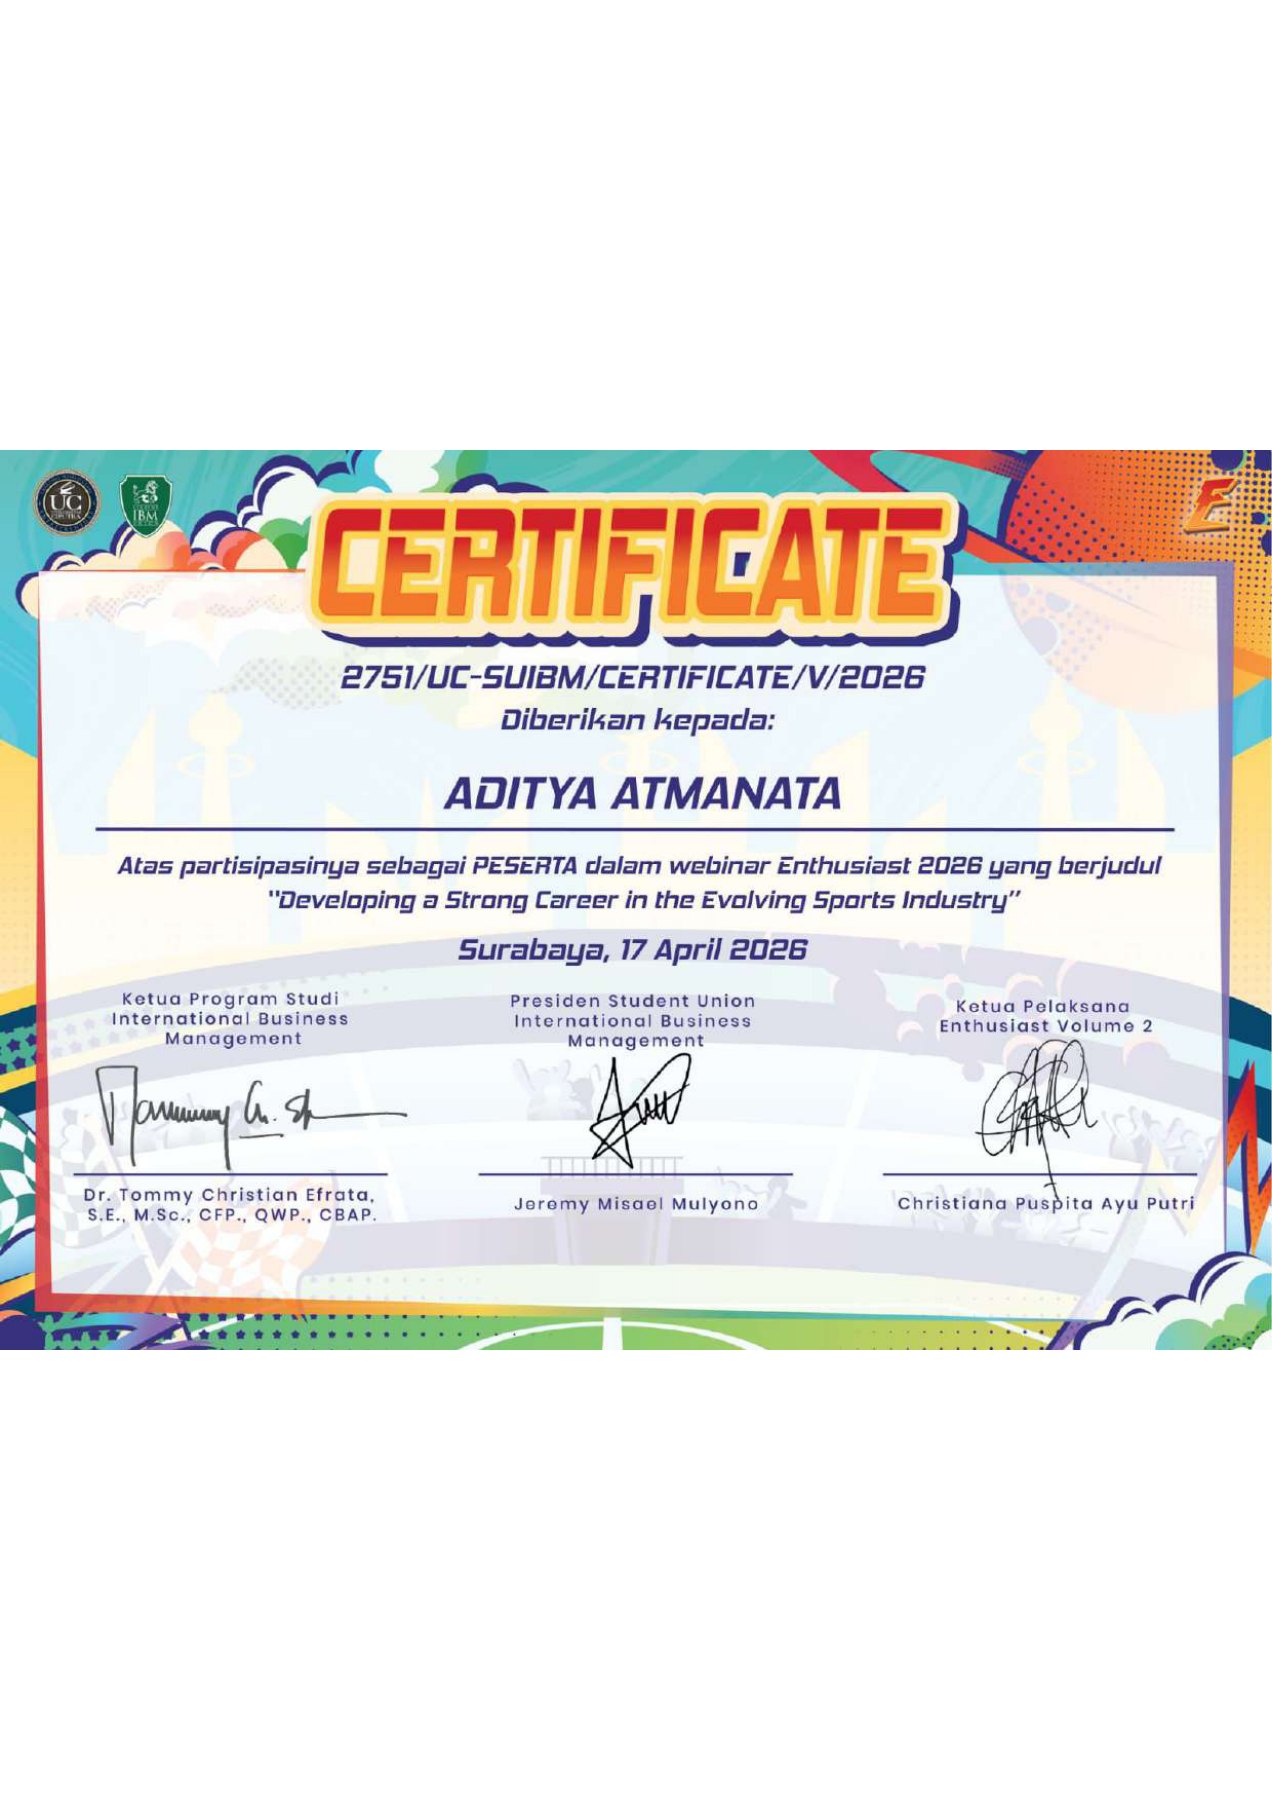 UC
IBM
CERTIFICATE
2751/UC-SUIBM/CERTIFICATE/V/2026
Diberikan kepada:
ADITYA ATMANATA
Atas partisipasinya sebagai PESERTA dalam webinar Enthusiast 2026 yang berjudul
"Developing a Strong Career in the Evolving Sports Industry"
Surabaya, 17 April 2026
Ketua Program Studi
International Business
Management
Presiden Student Union
International Business
Management
Ketua Pelaksana
Enthusiast Volume 2
Dr. Tommy Christian Efrata,
S.E., M.Sc., CFP., QWP., CBAP.
Jeremy Misael Mulyono
Christiana Puspita Ayu Putri